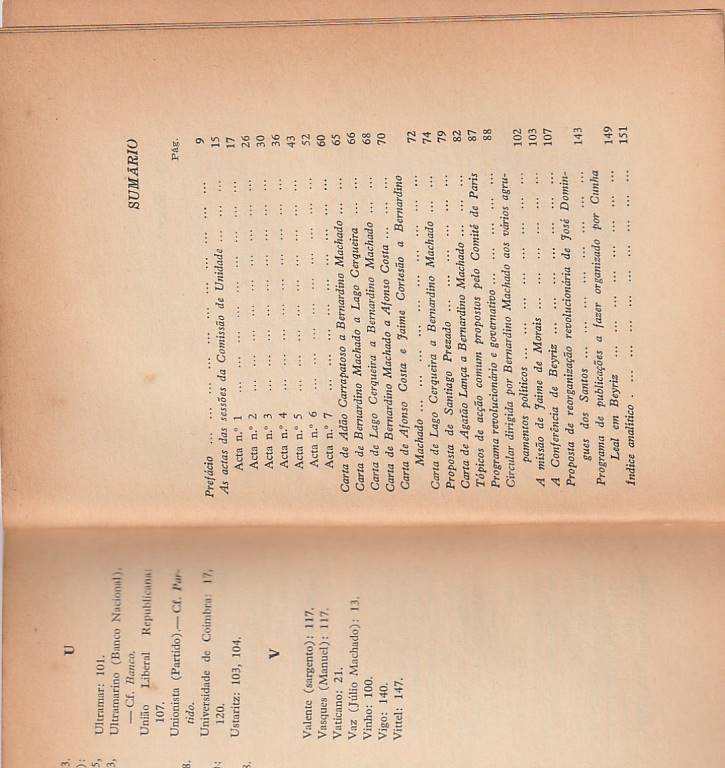 3.
):
5,
3,
8.
):
3.
U
Ultramar: 101.
Ultramarino (Banco Nacional).
— Cf. Banco.
União Liberal Republicana:
107.
Unionista (Partido).— Cf. Par-
tido.
Universidade de Coimbra: 17,
120.
Ustaritz: 103, 104.
V
Valente (sargento): 117.
Vasques (Manuel): 117.
Vaticano: 21.
Vaz (Júlio Machado): 13.
Vinho: 100.
Vigo: 140.
Vittel: 147.
SUMÁRIO
Pág.
Prefácio ... ... ... ... ... ... ... ... ... 9
As actas das sessões da Comissão de Unidade ... ... 15
Acta n.º 1 ... ... ... ... ... ... ... ... 17
Acta n.º 2 ... ... ... ... ... ... ... ... 26
Acta n.º 3 ... ... ... ... ... ... ... ... 30
Acta n.º 4 ... ... ... ... ... ... ... ... 36
Acta n.º 5 ... ... ... ... ... ... ... ... 43
Acta n.º 6 ... ... ... ... ... ... ... ... 52
Acta n.º 7 ... ... ... ... ... ... ... ... 60
Carta de Adão Carrapatoso a Bernardino Machado ... ... 65
Carta de Bernardino Machado a Lago Cerqueira ... ... 66
Carta de Lago Cerqueira a Bernardino Machado ... ... 68
Carta de Bernardino Machado a Afonso Costa ... ... 70
Carta de Afonso Costa e Jaime Cortesão a Bernardino
Machado ... ... ... ... ... ... ... ... ... 72
Carta de Lago Cerqueira a Bernardino Machado ... ... 74
Proposta de Santiago Prezado ... ... ... ... ... 79
Carta de Agatão Lança a Bernardino Machado ... ... ... 82
Tópicos de acção comum propostos pelo Comité de Paris 87
Programa revolucionário e governativo ... ... ... ... 88
Circular dirigida por Bernardino Machado aos vários agru-
pamentos políticos ... ... ... ... ... ... ... 102
A missão de Jaime de Morais ... ... ... ... ... ... 103
A Conferência de Beyriz ... ... ... ... ... ... ... 107
Proposta de reorganização revolucionária de José Domin-
gues dos Santos ... ... ... ... ... ... ... 143
Programa de publicações a fazer organizado por Cunha
Leal em Beyriz ... ... ... ... ... ... ... 149
Índice analítico . ... ... ... ... ... ... ... ... 151